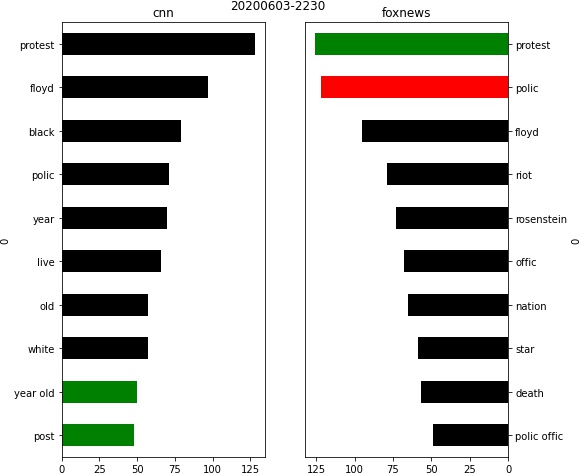 20200603-2230
cnn
foxnews
protest
floyd
black
polic
year
live
old
white
year old
post
0
0 25 50 75 100 125
protest
polic
floyd
riot
rosenstein
offic
nation
star
death
polic offic
0
125 100 75 50 25 0